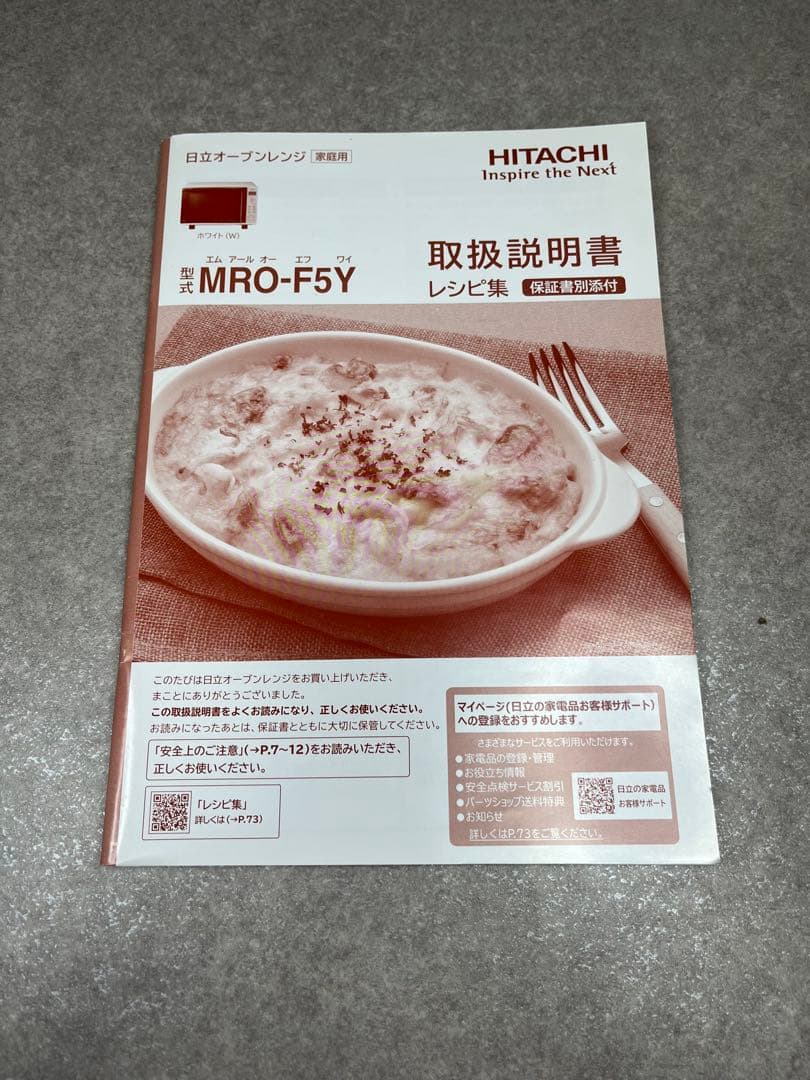 日立オーブンレンジ 家庭用
HITACHI
Inspire the Next
ホワイト(W)
エム アール オー エフ ワイ
型式 MRO-F5Y
取扱説明書
レシピ集 保証書別添付
このたびは日立オーブンレンジをお買い上げいただき、
まことにありがとうございました。
この取扱説明書をよくお読みになり、正しくお使いください。
お読みになったあとは、保証書とともに大切に保管してください。
「安全上のご注意」(→P.7〜12)をお読みいただき、
正しくお使いください。
「レシピ集」
詳しくは(→P.73)
マイページ(日立の家電品お客様サポート)
への登録をおすすめします。
さまざまなサービスをご利用いただけます。
●家電品の登録・管理
●お役立ち情報
●安全点検サービス割引
●パーツショップ送料特典
●お知らせ
日立の家電品
お客様サポート
詳しくはP.73をご覧ください。